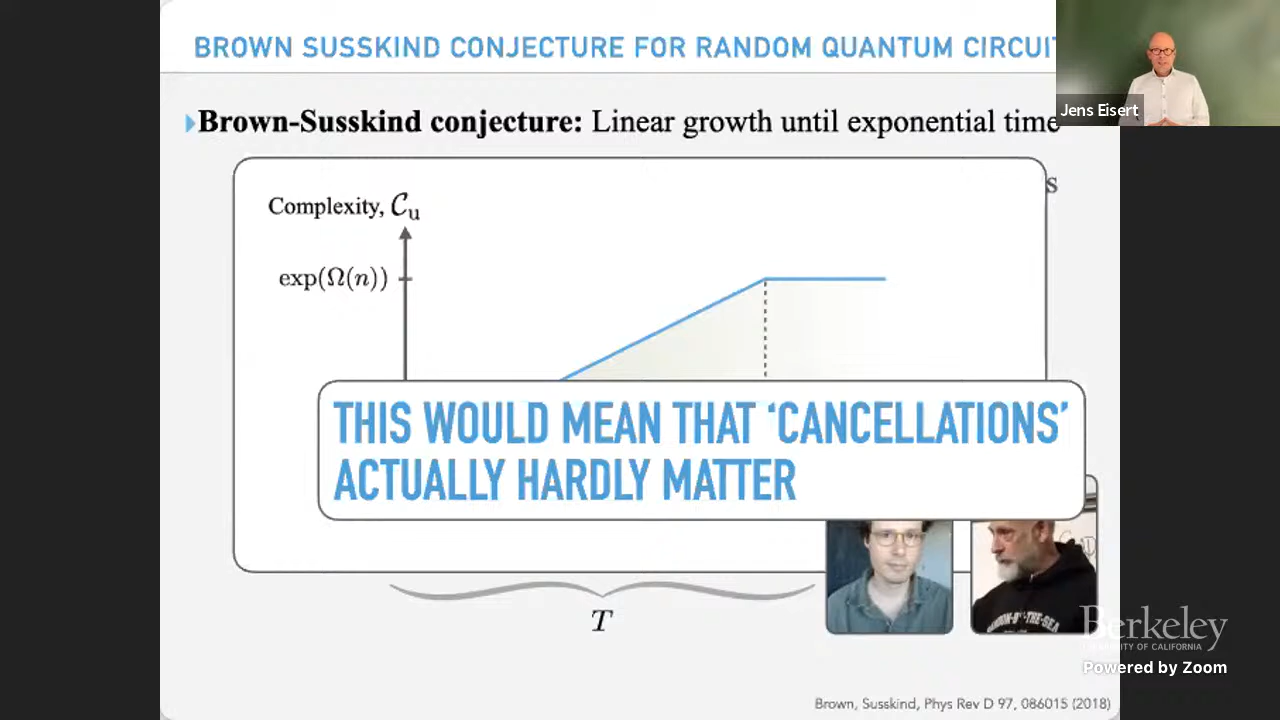 BROWN SUSSKIND CONJECTURE FOR RANDOM QUANTUM CIRCUIT
Jens Eisert
Brown-Susskind conjecture: Linear growth until exponential time
s
Complexity, 𝒞u
exp(Ω(n))
THIS WOULD MEAN THAT ‘CANCELLATIONS’
ACTUALLY HARDLY MATTER
T
Berkeley
UNIVERSITY OF CALIFORNIA
Powered by Zoom
Brown, Susskind, Phys Rev D 97, 086015 (2018)